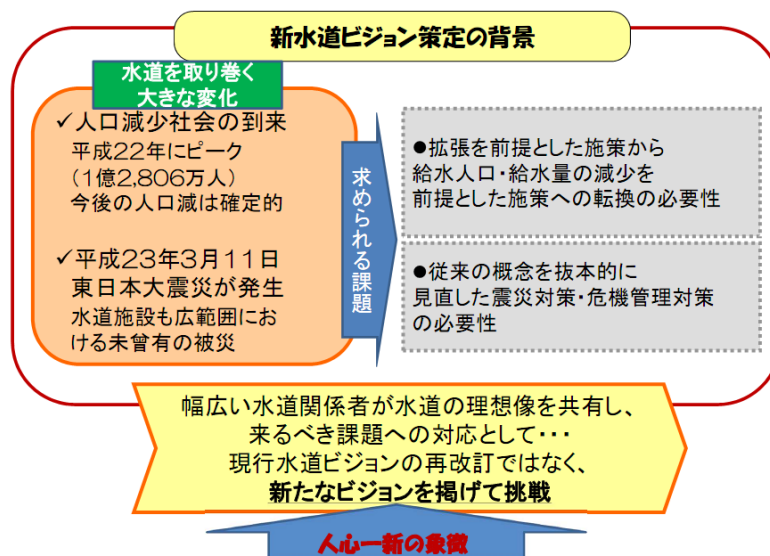 新水道ビジョン策定の背景
水道を取り巻く
大きな変化
✓人口減少社会の到来
平成22年にピーク
（1億2,806万人）
今後の人口減は確定的
✓平成23年3月11日
東日本大震災が発生
水道施設も広範囲にお
ける未曾有の被災
求められる課題
●拡張を前提とした施策から
給水人口・給水量の減少を
前提とした施策への転換の必要性
●従来の概念を抜本的に
見直した震災対策・危機管理対策
の必要性
幅広い水道関係者が水道の理想像を共有し、
来るべき課題への対応として･･･
現行水道ビジョンの再改訂ではなく、
新たなビジョンを掲げて挑戦
人心一新の象徴